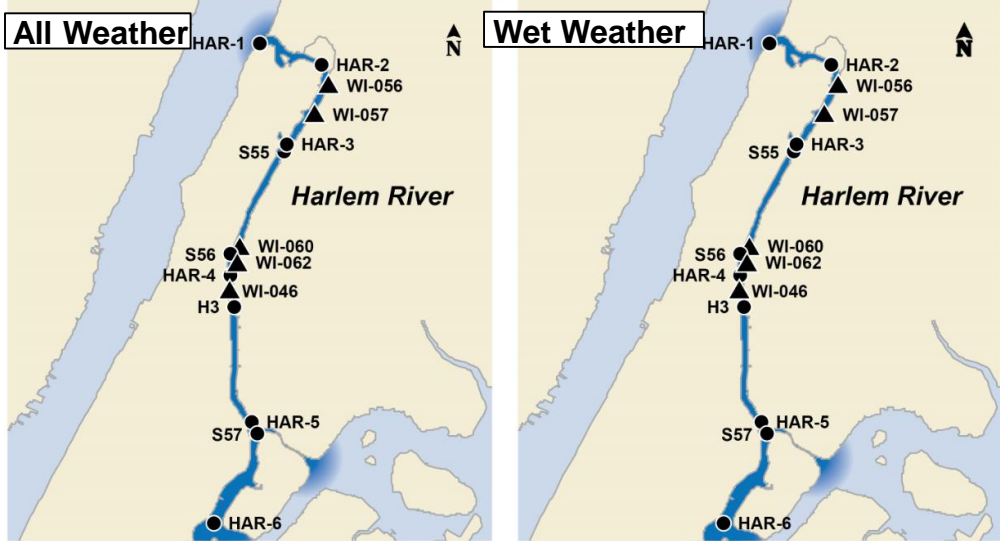 All Weather
N
HAR-1
HAR-2
WI-056
WI-057
HAR-3
S55
Harlem River
WI-060
S56
WI-062
HAR-4
WI-046
H3
HAR-5
S57
HAR-6
Wet Weather
N
HAR-1
HAR-2
WI-056
WI-057
HAR-3
S55
Harlem River
WI-060
S56
WI-062
HAR-4
WI-046
H3
HAR-5
S57
HAR-6